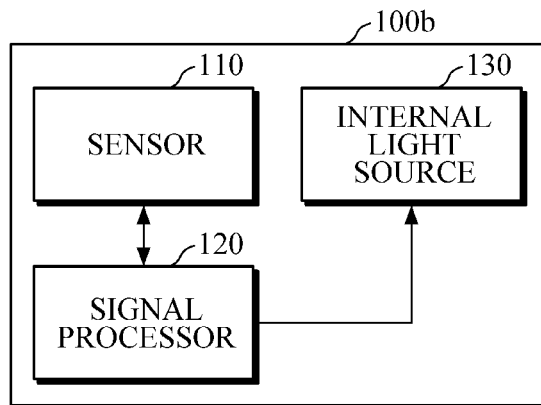 100b
110
SENSOR
130
INTERNAL
LIGHT
SOURCE
120
SIGNAL
PROCESSOR